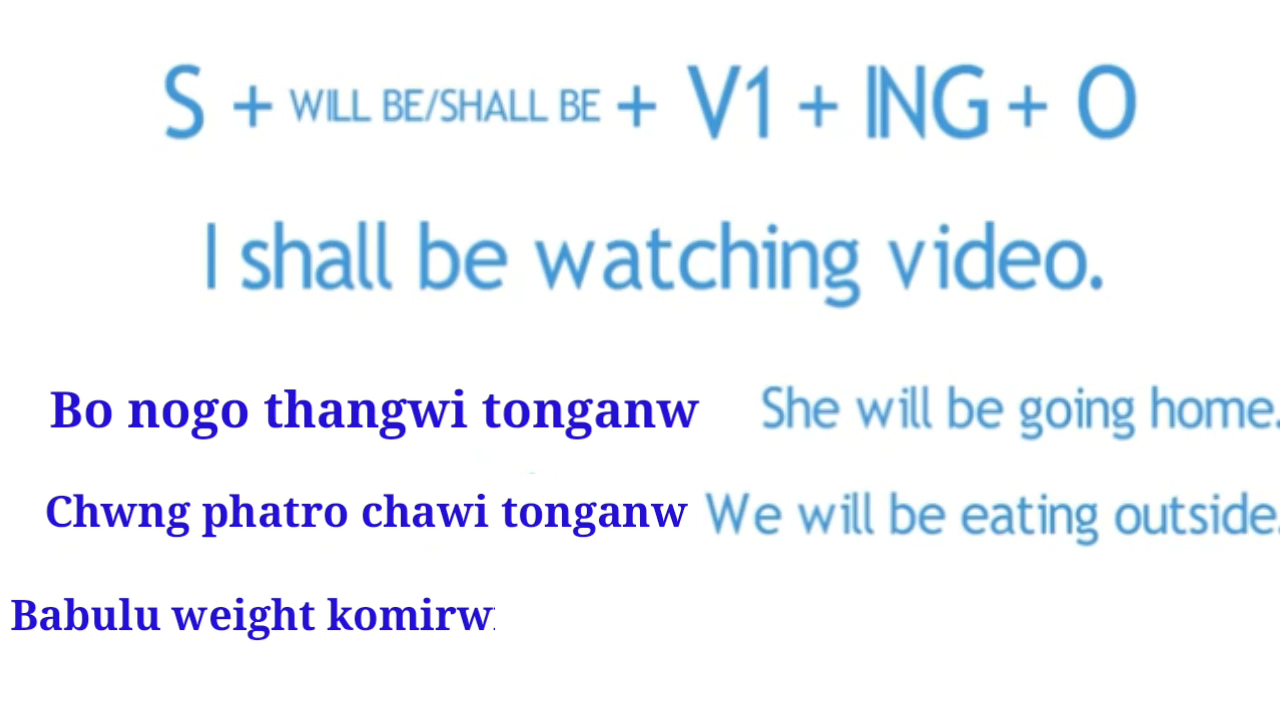 S + WILL BE/SHALL BE + V1 + ING + O
I shall be watching video.
Bo nogo thangwi tonganw She will be going home.
Chwng phatro chawi tonganw We will be eating outside.
Babulu weight